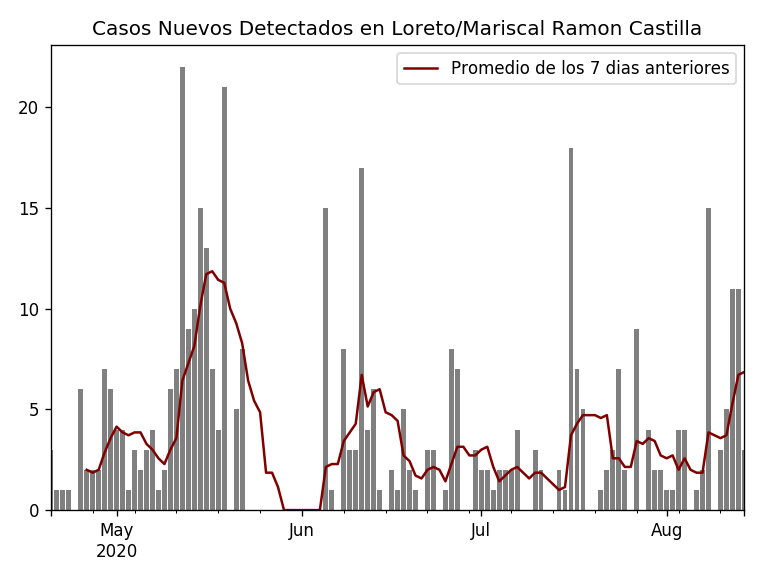 Casos Nuevos Detectados en Loreto/Mariscal Ramon Castilla
Promedio de los 7 dias anteriores
20
15
10
5
0
May
2020
Jun
Jul
Aug